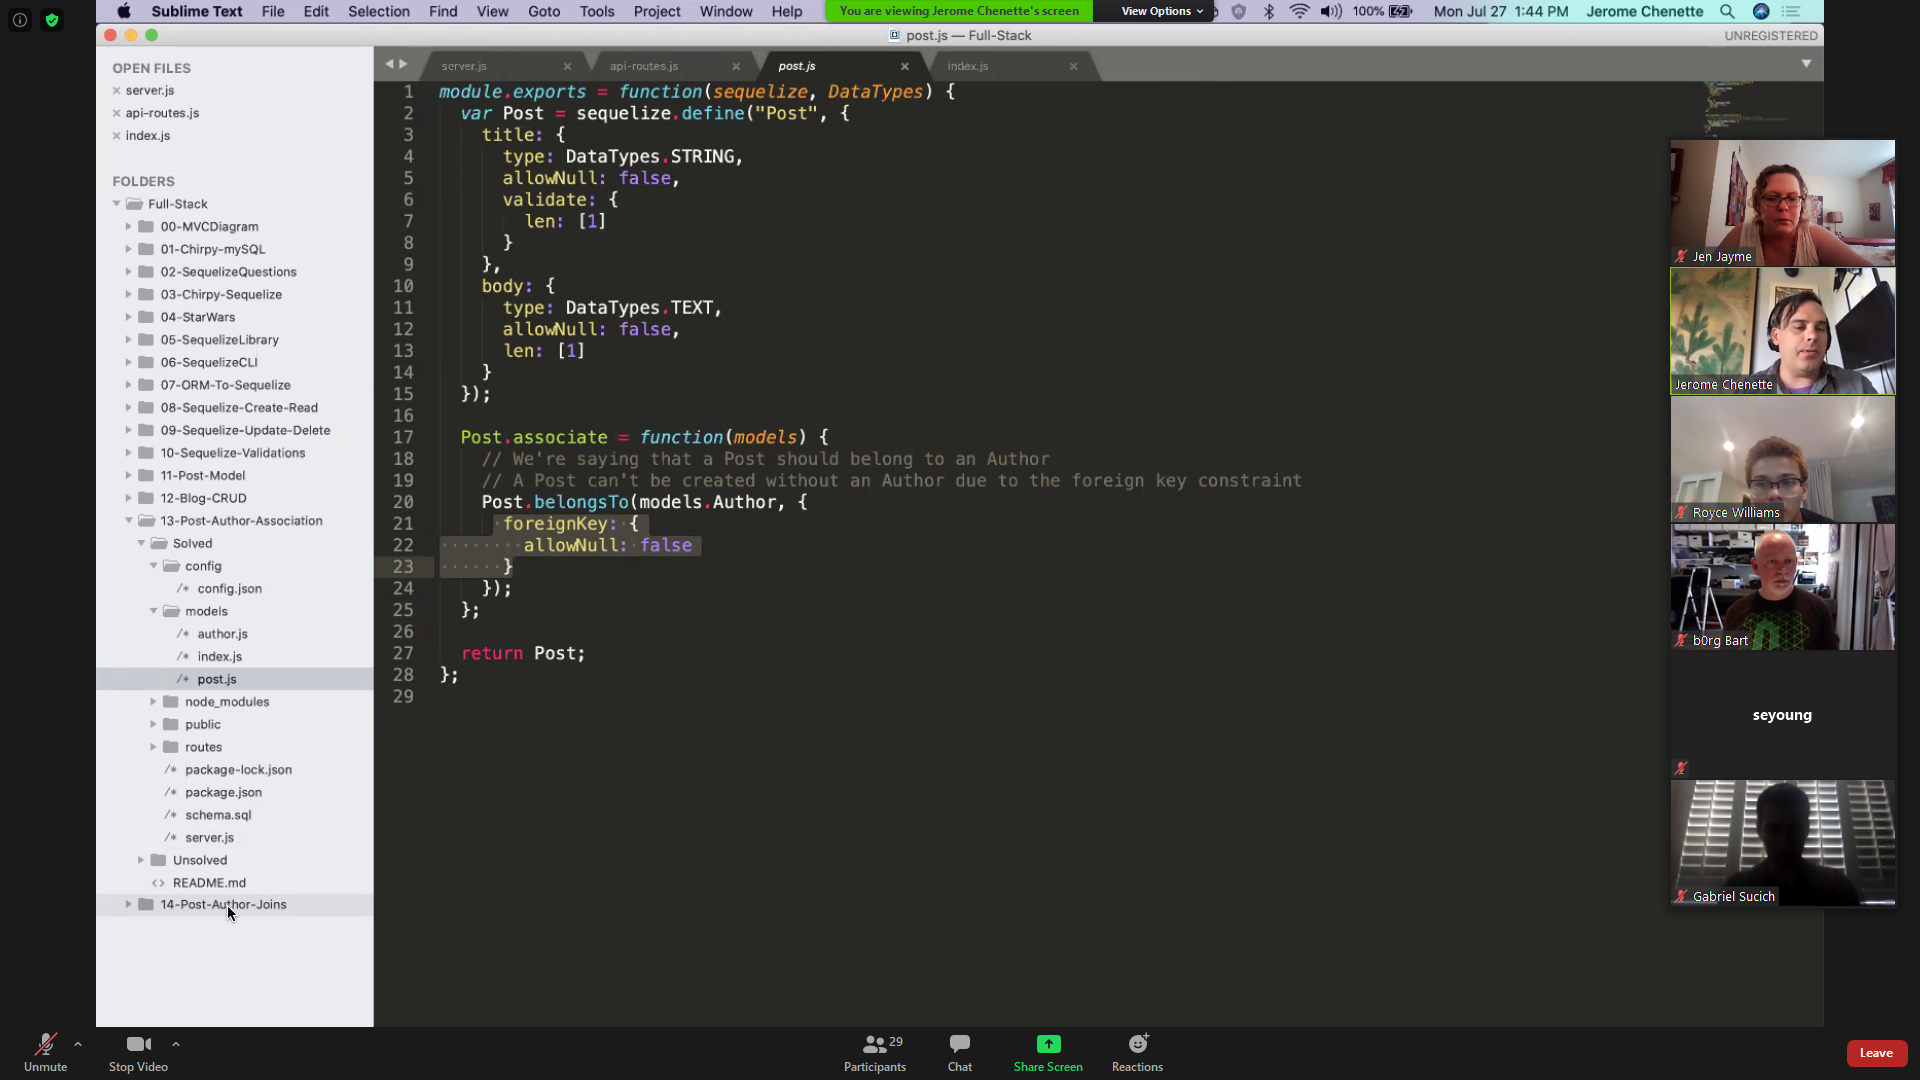 Sublime Text File Edit Selection Find View Goto Tools Project Window Help
You are viewing Jerome Chenette's screen View Options
100% Mon Jul 27 1:44 PM Jerome Chenette
post.js — Full-Stack
UNREGISTERED
OPEN FILES
server.js
api-routes.js
index.js
FOLDERS
Full-Stack
00-MVCDiagram
01-Chirpy-mySQL
02-SequelizeQuestions
03-Chirpy-Sequelize
04-StarWars
05-SequelizeLibrary
06-SequelizeCLI
07-ORM-To-Sequelize
08-Sequelize-Create-Read
09-Sequelize-Update-Delete
10-Sequelize-Validations
11-Post-Model
12-Blog-CRUD
13-Post-Author-Association
Solved
config
/* config.json
models
/* author.js
/* index.js
/* post.js
node_modules
public
routes
/* package-lock.json
/* package.json
/* schema.sql
/* server.js
Unsolved
<> README.md
14-Post-Author-Joins
server.js api-routes.js post.js index.js
1 module.exports = function(sequelize, DataTypes) {
2 var Post = sequelize.define("Post", {
3 title: {
4 type: DataTypes.STRING,
5 allowNull: false,
6 validate: {
7 len: [1]
8 }
9 },
10 body: {
11 type: DataTypes.TEXT,
12 allowNull: false,
13 len: [1]
14 }
15 });
16
17 Post.associate = function(models) {
18 // We're saying that a Post should belong to an Author
19 // A Post can't be created without an Author due to the foreign key constraint
20 Post.belongsTo(models.Author, {
21 foreignKey: {
22 allowNull: false
23 }
24 });
25 };
26
27 return Post;
28 };
29
Jen Jayme
Jerome Chenette
Royce Williams
b0rg Bart
seyoung
Gabriel Sucich
Unmute
Stop Video
29
Participants
Chat
Share Screen
Reactions
Leave